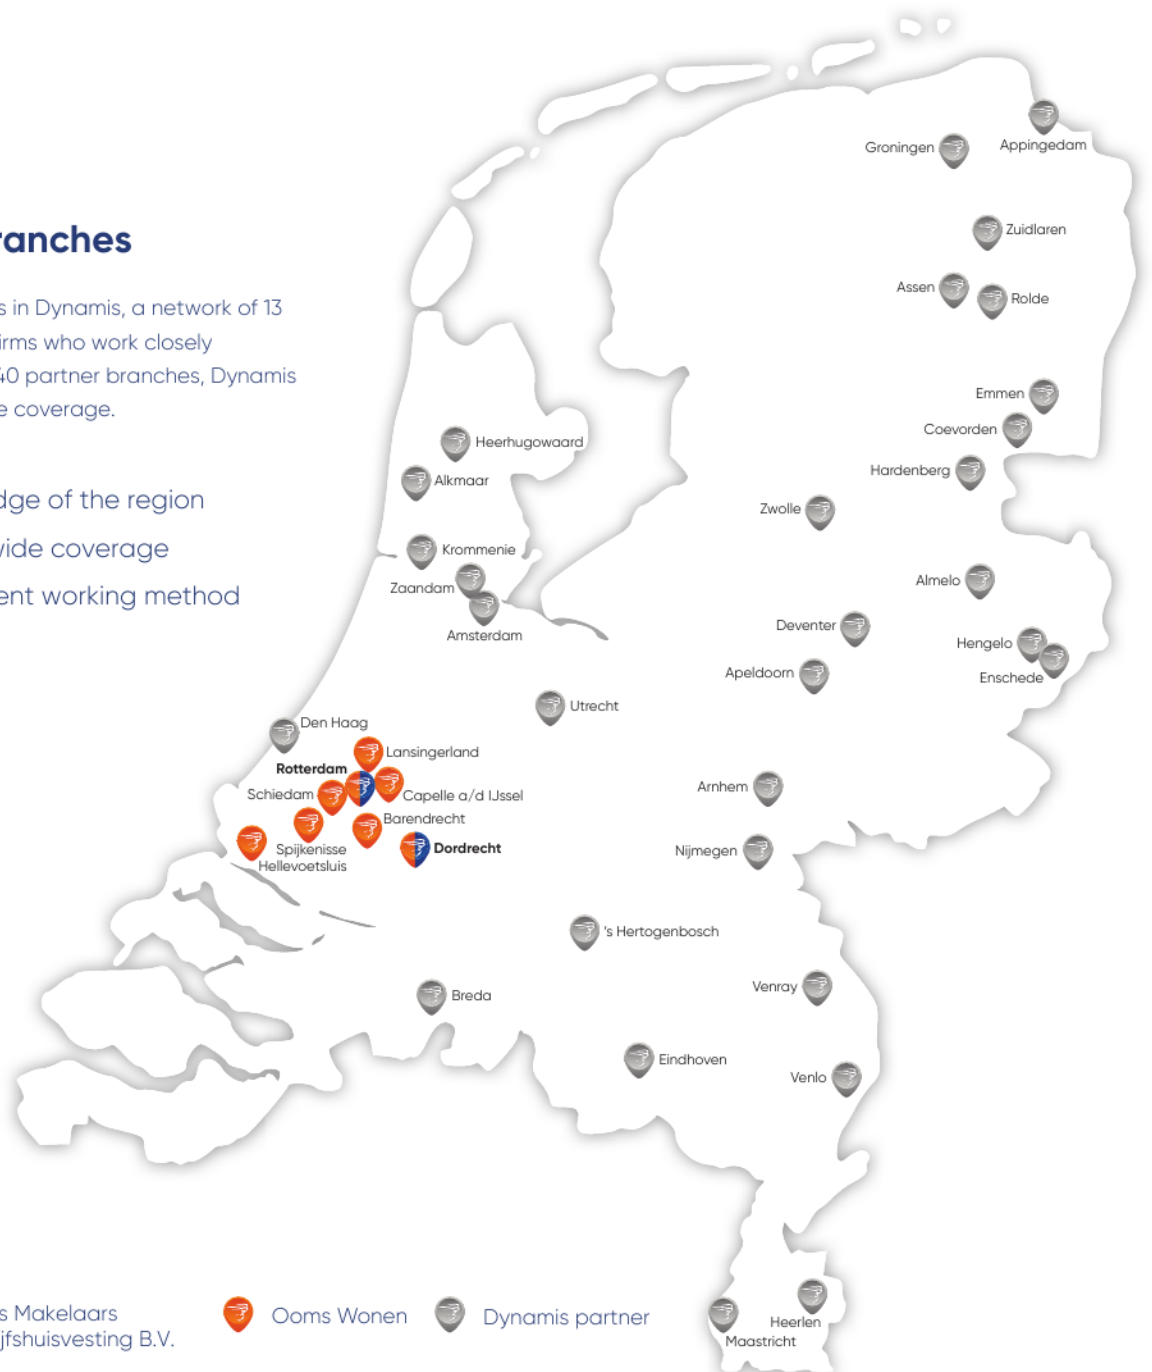 ranches
s in Dynamis, a network of 13
irms who work closely
40 partner branches, Dynamis
e coverage.
dge of the region
wide coverage
ent working method
Groningen
Appingedam
Zuidlaren
Assen
Rolde
Emmen
Coevorden
Hardenberg
Heerhugowaard
Alkmaar
Zwolle
Krommenie
Zaandam
Almelo
Amsterdam
Deventer
Hengelo
Apeldoorn
Enschede
Utrecht
Den Haag
Lansingerland
Rotterdam
Schiedam
Capelle a/d IJssel
Arnhem
Barendrecht
Spijkenisse
Dordrecht
Nijmegen
Hellevoetsluis
's Hertogenbosch
Venray
Breda
Eindhoven
Venlo
Heerlen
Maastricht
s Makelaars
jfshuisvesting B.V.
Ooms Wonen
Dynamis partner